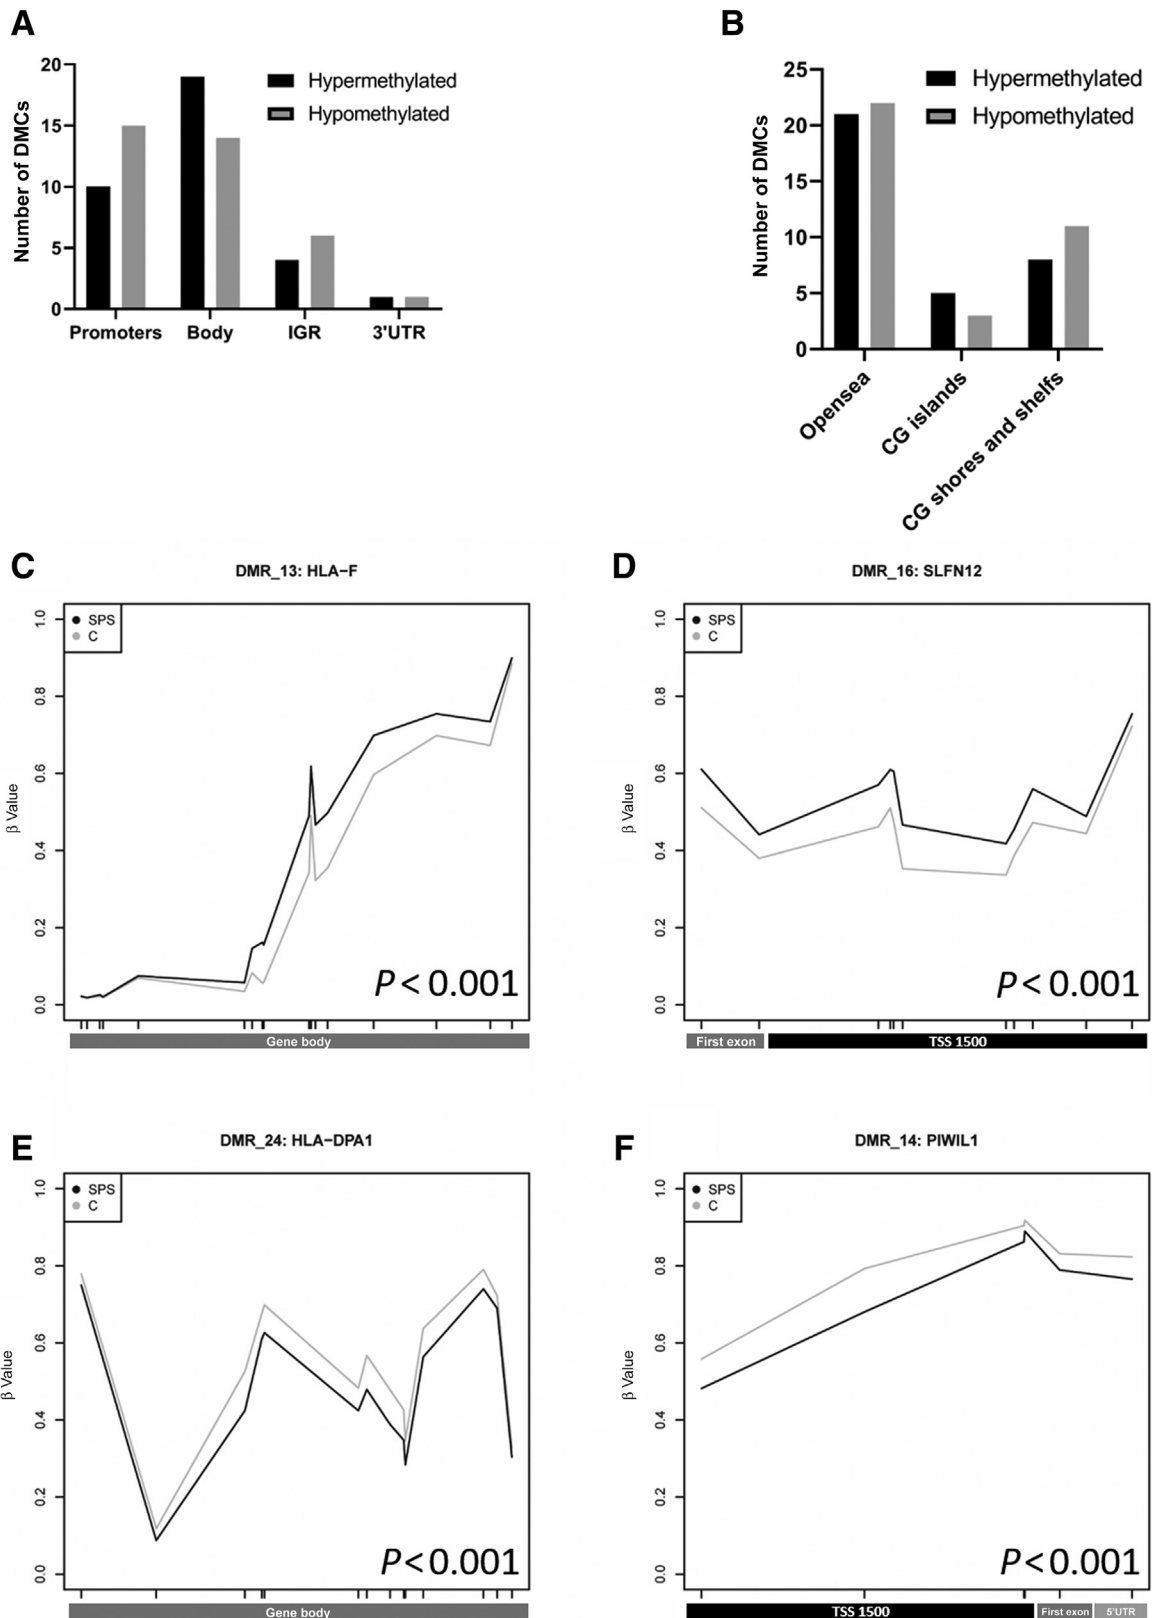 A
Number of DMCs
20
15
10
5
0
Hypermethylated
Hypomethylated
Promoters Body IGR 3'UTR
B
Number of DMCs
25
20
15
10
5
0
Hypermethylated
Hypomethylated
Opensea
CG islands
CG shores and shelfs
C
DMR_13: HLA−F
SPS
C
β Value
1.0
0.8
0.6
0.4
0.2
0.0
P < 0.001
Gene body
D
DMR_16: SLFN12
SPS
C
β Value
1.0
0.8
0.6
0.4
0.2
0.0
P < 0.001
First exon TSS 1500
E
DMR_24: HLA−DPA1
SPS
C
β Value
1.0
0.8
0.6
0.4
0.2
0.0
P < 0.001
Gene body
F
DMR_14: PIWIL1
SPS
C
β Value
1.0
0.8
0.6
0.4
0.2
0.0
P < 0.001
TSS 1500 First exon 5'UTR